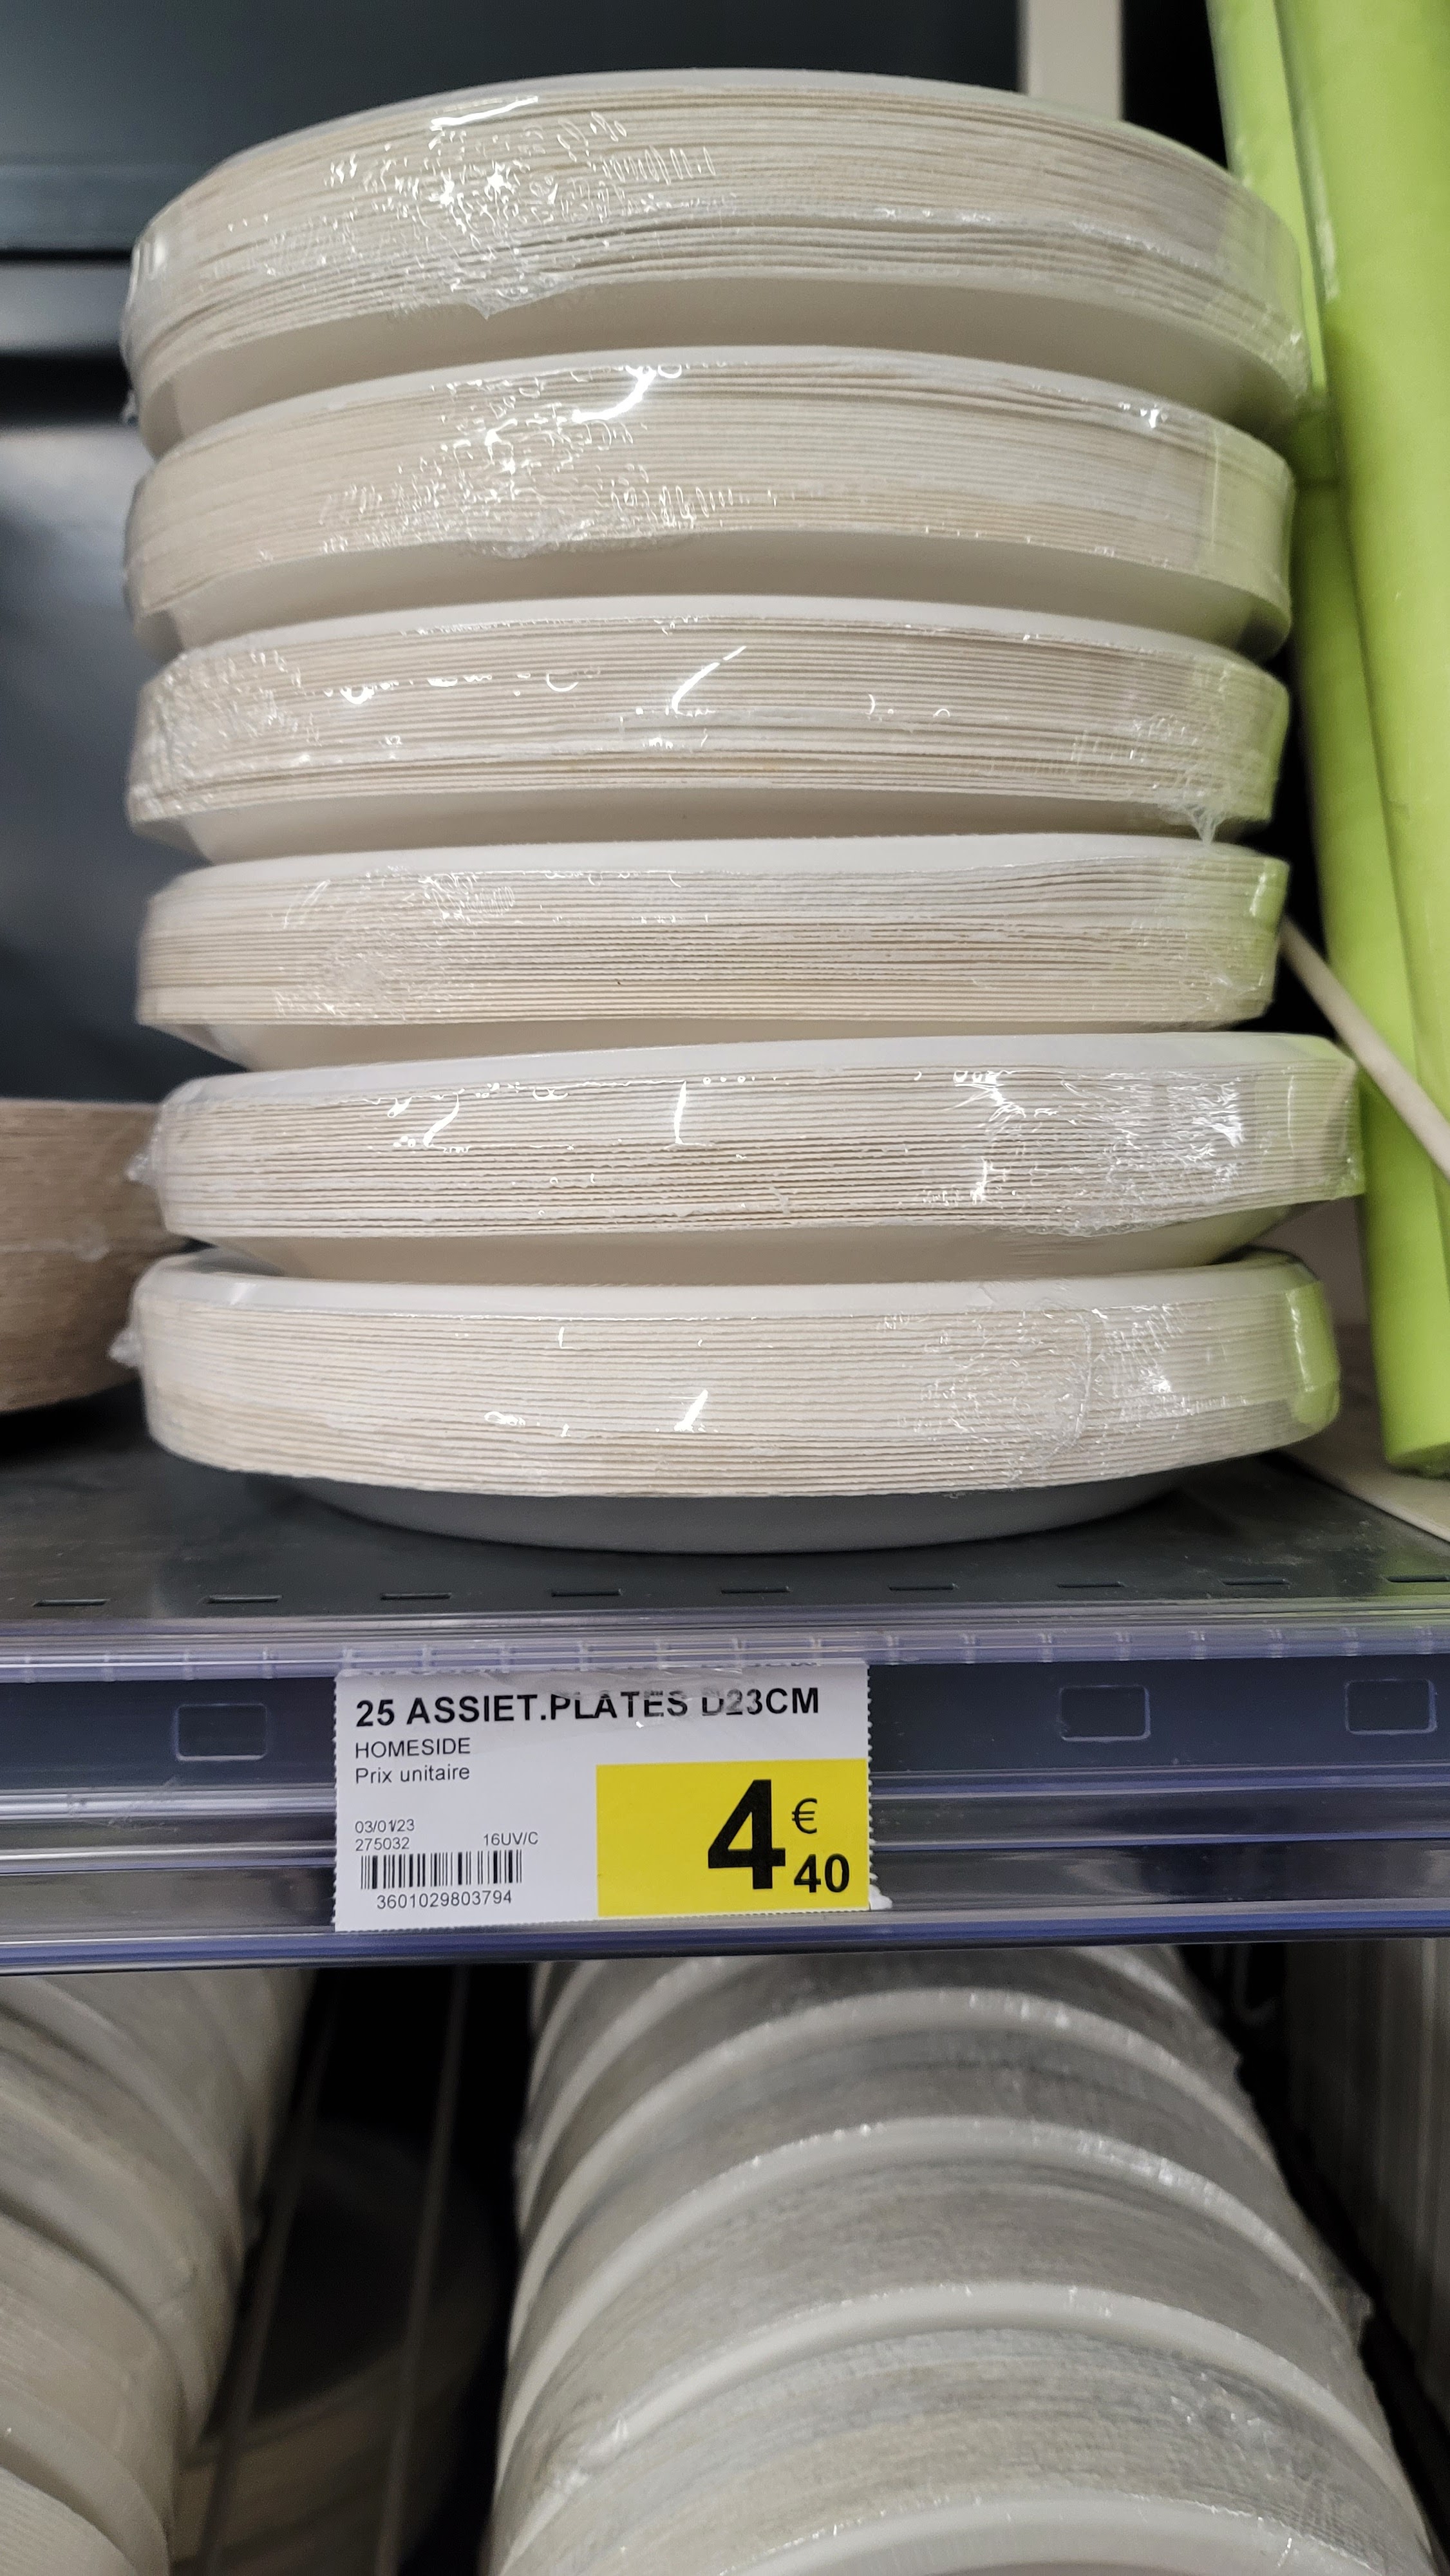 25 ASSIET.PLATES D23CM
HOMESIDE
Prix unitaire
03/01/23
275032 16UV/C
3601029803794
4 €
40